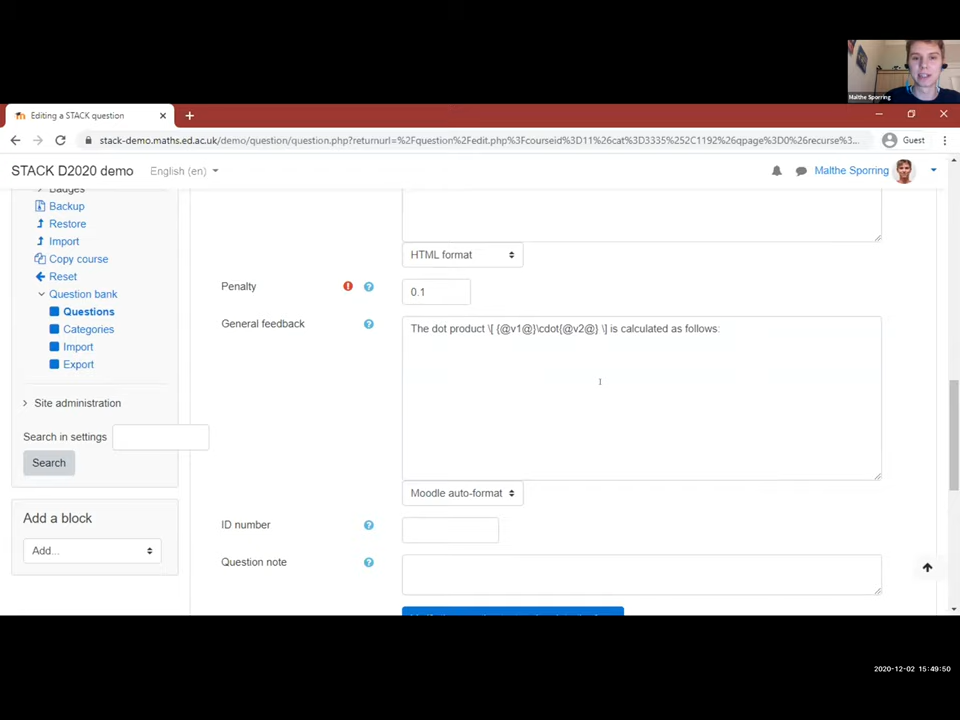 Malthe Sporring
Editing a STACK question
stack-demo.maths.ed.ac.uk/demo/question/question.php?returnurl=%2Fquestion%2Fedit.php%3Fcourseid%3D11%26cat%3D3335%252C1192%26qpage%3D0%26recurse%3...
Guest
STACK D2020 demo
English (en)
Malthe Sporring
Badges
Backup
Restore
Import
Copy course
Reset
Question bank
Questions
Categories
Import
Export
Site administration
Search in settings
Search
Add a block
Add...
HTML format
Penalty
0.1
General feedback
The dot product \[ {@v1@}\cdot{@v2@} \] is calculated as follows:
Moodle auto-format
ID number
Question note
2020-12-02 15:49:50